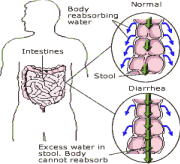 Body
reabsorbing
water
Normal
Intestines
Stool
Diarrhea
Excess water in
stool. Body
cannot reabsorb